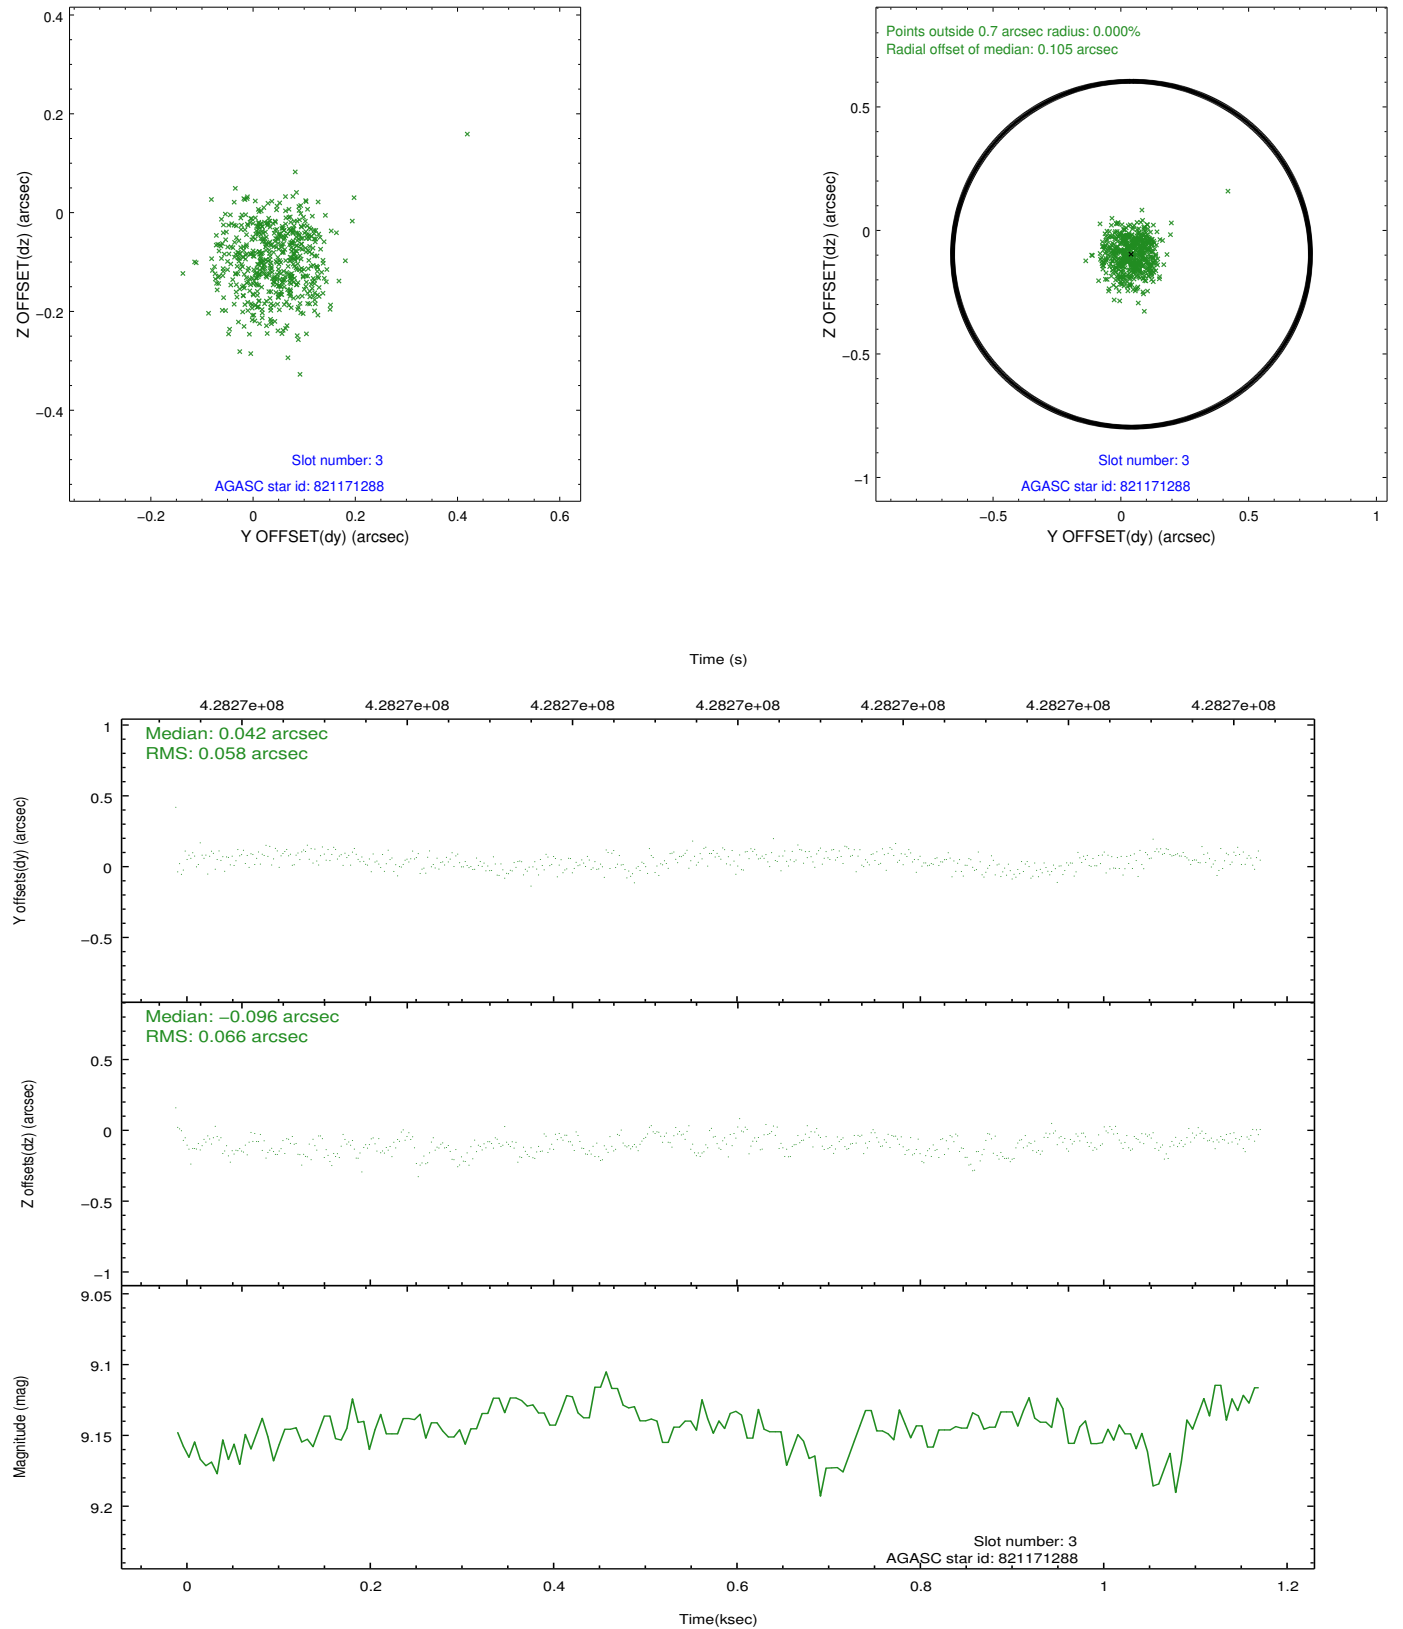 0.4
0.2
0
−0.2
−0.4
Z OFFSET(dz) (arcsec)
Slot number: 3
AGASC star id: 821171288
−0.2 0 0.2 0.4 0.6
Y OFFSET(dy) (arcsec)
Points outside 0.7 arcsec radius: 0.000%
Radial offset of median: 0.105 arcsec
0.5
0
−0.5
−1
Z OFFSET(dz) (arcsec)
Slot number: 3
AGASC star id: 821171288
−0.5 0 0.5 1
Y OFFSET(dy) (arcsec)
Time (s)
4.2827e+08 4.2827e+08 4.2827e+08 4.2827e+08 4.2827e+08 4.2827e+08 4.2827e+08
Median: 0.042 arcsec
RMS: 0.058 arcsec
1
0.5
0
−0.5
Y offsets(dy) (arcsec)
Median: −0.096 arcsec
RMS: 0.066 arcsec
0.5
0
−0.5
−1
Z offsets(dz) (arcsec)
9.05
9.1
9.15
9.2
Magnitude (mag)
Slot number: 3
AGASC star id: 821171288
0 0.2 0.4 0.6 0.8 1 1.2
Time(ksec)